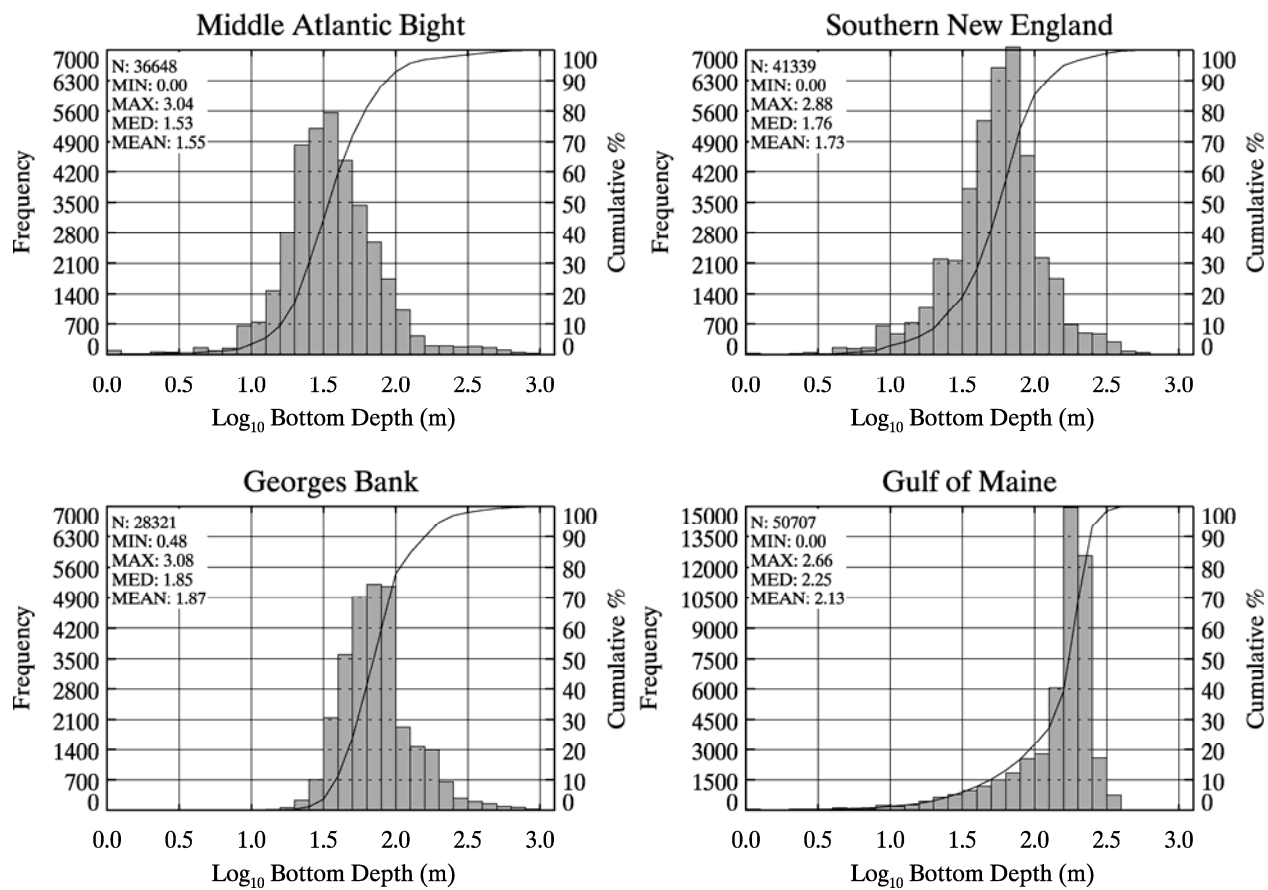 Middle Atlantic Bight
7000
6300
5600
4900
4200
3500
2800
2100
1400
700
0
Frequency
N: 36648
MIN: 0.00
MAX: 3.04
MED: 1.53
MEAN: 1.55
100
90
80
70
60
50
40
30
20
10
0
Cumulative %
0.0 0.5 1.0 1.5 2.0 2.5 3.0
Log10 Bottom Depth (m)
Southern New England
7000
6300
5600
4900
4200
3500
2800
2100
1400
700
0
Frequency
N: 41339
MIN: 0.00
MAX: 2.88
MED: 1.76
MEAN: 1.73
100
90
80
70
60
50
40
30
20
10
0
Cumulative %
0.0 0.5 1.0 1.5 2.0 2.5 3.0
Log10 Bottom Depth (m)
Georges Bank
7000
6300
5600
4900
4200
3500
2800
2100
1400
700
0
Frequency
N: 28321
MIN: 0.48
MAX: 3.08
MED: 1.85
MEAN: 1.87
100
90
80
70
60
50
40
30
20
10
0
Cumulative %
0.0 0.5 1.0 1.5 2.0 2.5 3.0
Log10 Bottom Depth (m)
Gulf of Maine
15000
13500
12000
10500
9000
7500
6000
4500
3000
1500
0
Frequency
N: 50707
MIN: 0.00
MAX: 2.66
MED: 2.25
MEAN: 2.13
100
90
80
70
60
50
40
30
20
10
0
Cumulative %
0.0 0.5 1.0 1.5 2.0 2.5 3.0
Log10 Bottom Depth (m)